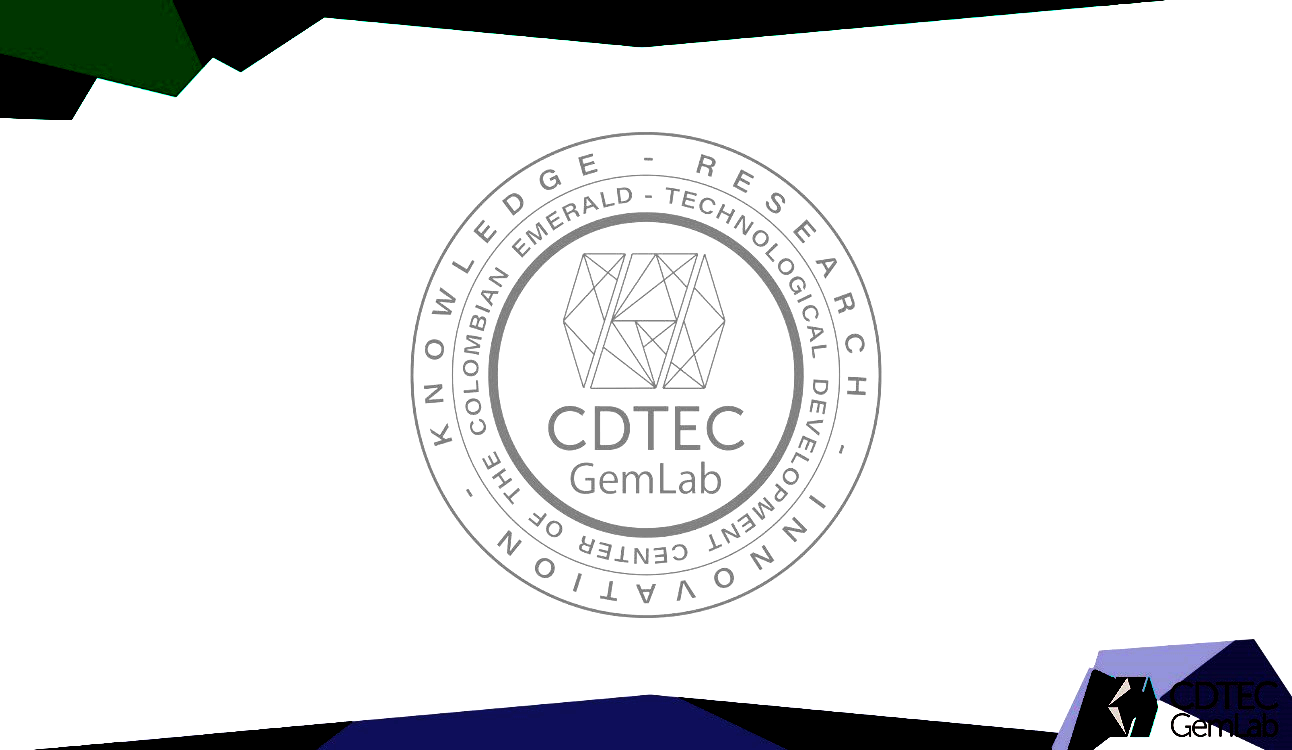 KNOWLEDGE - RESEARCH - INNOVATION -
TECHNOLOGICAL DEVELOPMENT CENTER OF THE COLOMBIAN EMERALD -
CDTEC
GemLab
CDTEC
GemLab